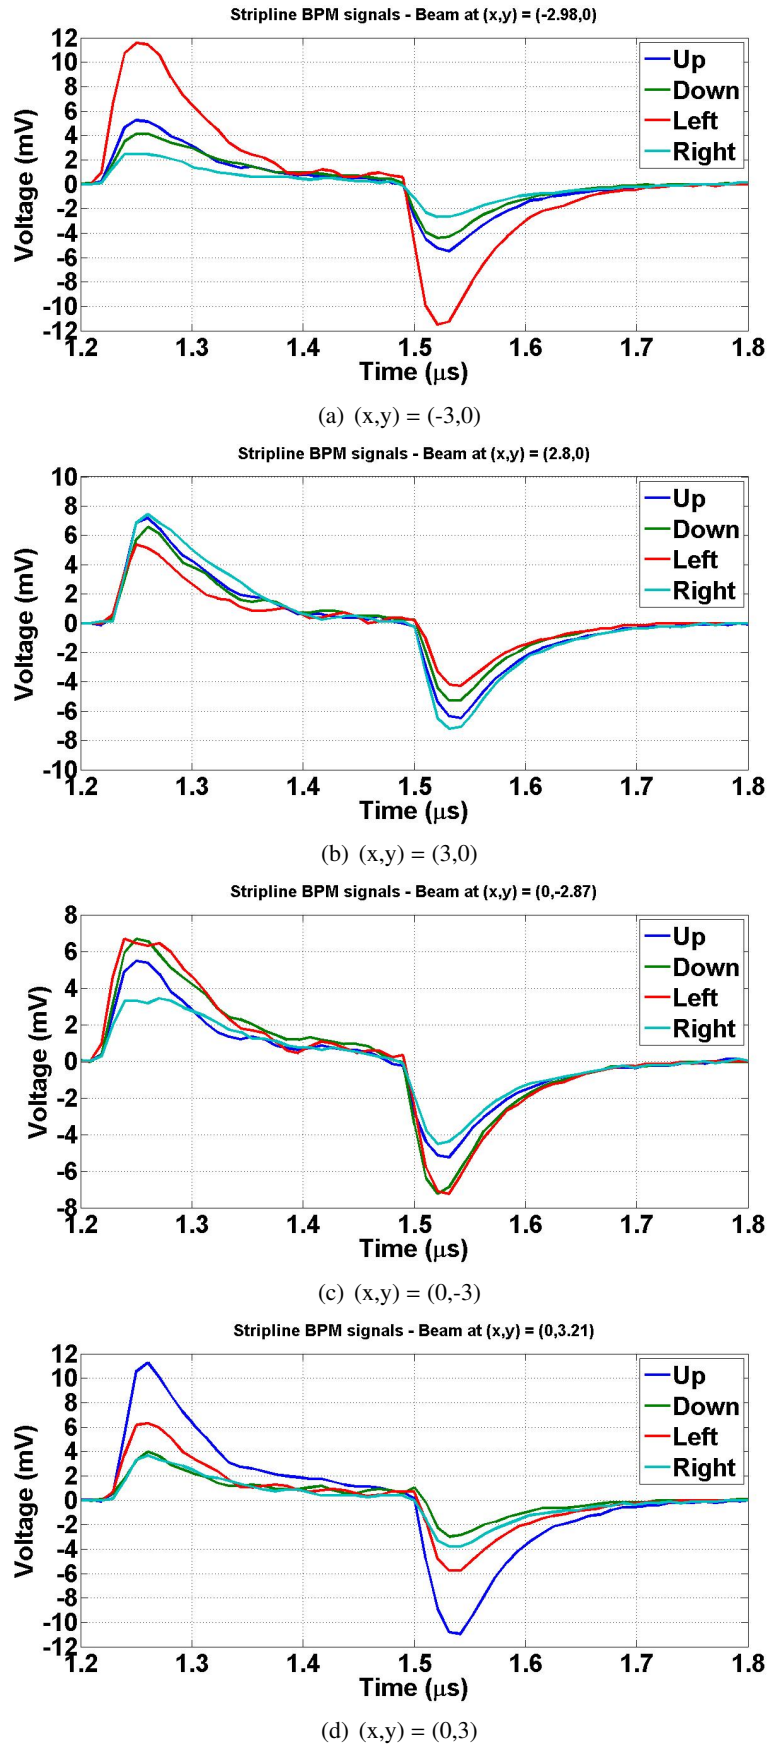 Stripline BPM signals - Beam at (x,y) = (-2.98,0)
12
10
8
6
4
2
0
-2
-4
-6
-8
-10
-12
Voltage (mV)
Up
Down
Left
Right
1.2 1.3 1.4 1.5 1.6 1.7 1.8
Time (μs)
(a) (x,y) = (-3,0)
Stripline BPM signals - Beam at (x,y) = (2.8,0)
10
8
6
4
2
0
-2
-4
-6
-8
-10
Voltage (mV)
Up
Down
Left
Right
1.2 1.3 1.4 1.5 1.6 1.7 1.8
Time (μs)
(b) (x,y) = (3,0)
Stripline BPM signals - Beam at (x,y) = (0,-2.87)
8
6
4
2
0
-2
-4
-6
-8
Voltage (mV)
Up
Down
Left
Right
1.2 1.3 1.4 1.5 1.6 1.7 1.8
Time (μs)
(c) (x,y) = (0,-3)
Stripline BPM signals - Beam at (x,y) = (0,3.21)
12
10
8
6
4
2
0
-2
-4
-6
-8
-10
-12
Voltage (mV)
Up
Down
Left
Right
1.2 1.3 1.4 1.5 1.6 1.7 1.8
Time (μs)
(d) (x,y) = (0,3)